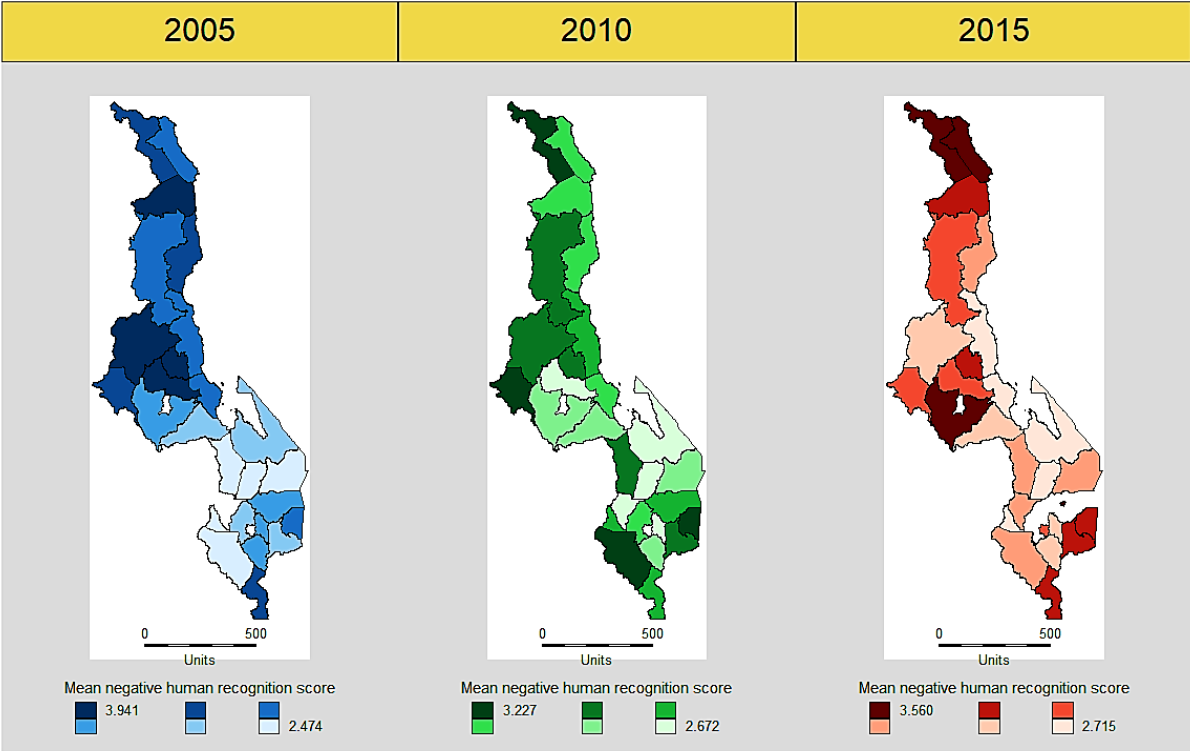 2005 2010 2015
0 500 0 500 0 500
Units Units Units
Mean negative human recognition score Mean negative human recognition score Mean negative human recognition score
3.941 3.227 3.560
2.474 2.672 2.715